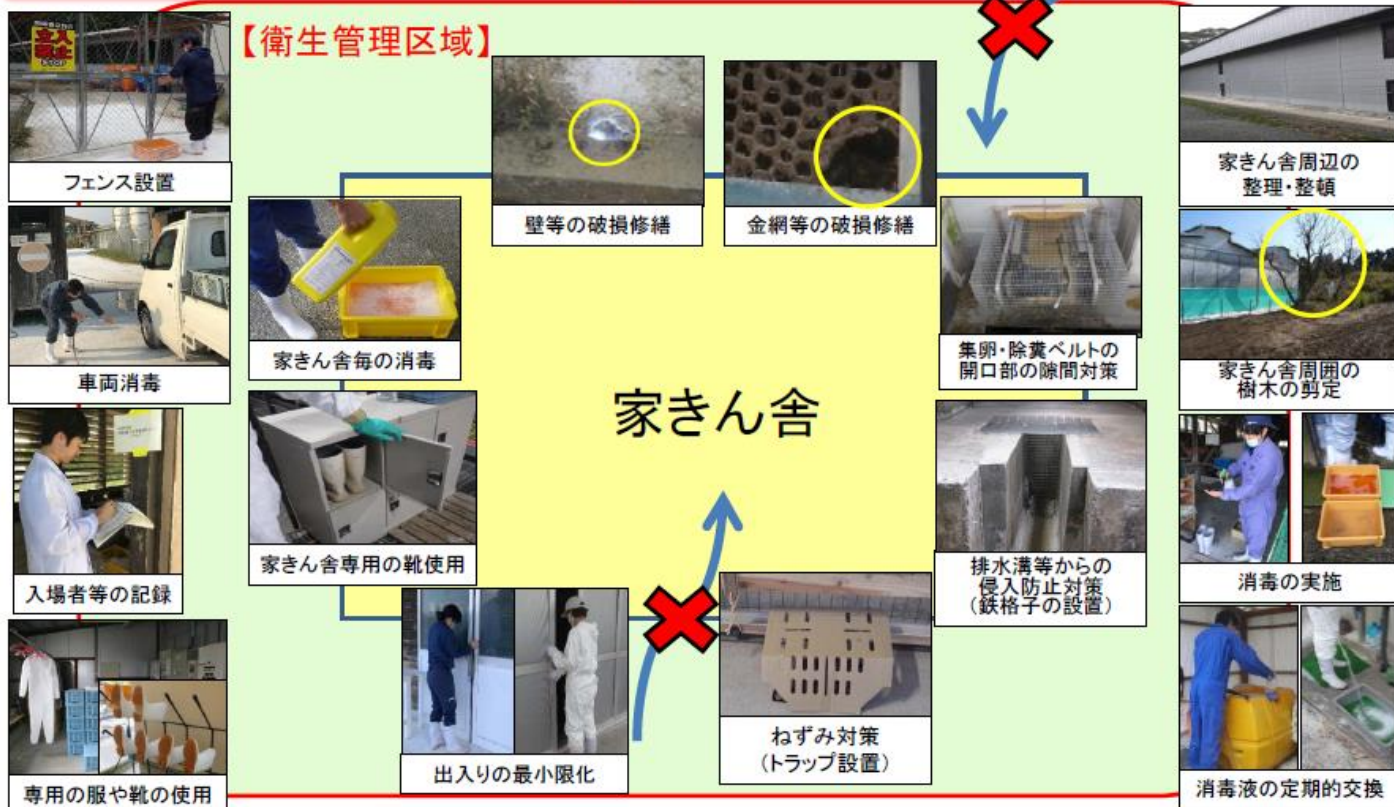 立入
禁止
【衛生管理区域】
フェンス設置
壁等の破損修繕
金網等の破損修繕
家きん舎周辺の
整理・整頓
車両消毒
家きん舎毎の消毒
集卵・除糞ベルトの
開口部の隙間対策
家きん舎周囲の
樹木の剪定
家きん舎
入場者等の記録
家きん舎専用の靴使用
排水溝等からの
侵入防止対策
(鉄格子の設置)
消毒の実施
専用の服や靴の使用
出入りの最小限化
ねずみ対策
(トラップ設置)
消毒液の定期的交換